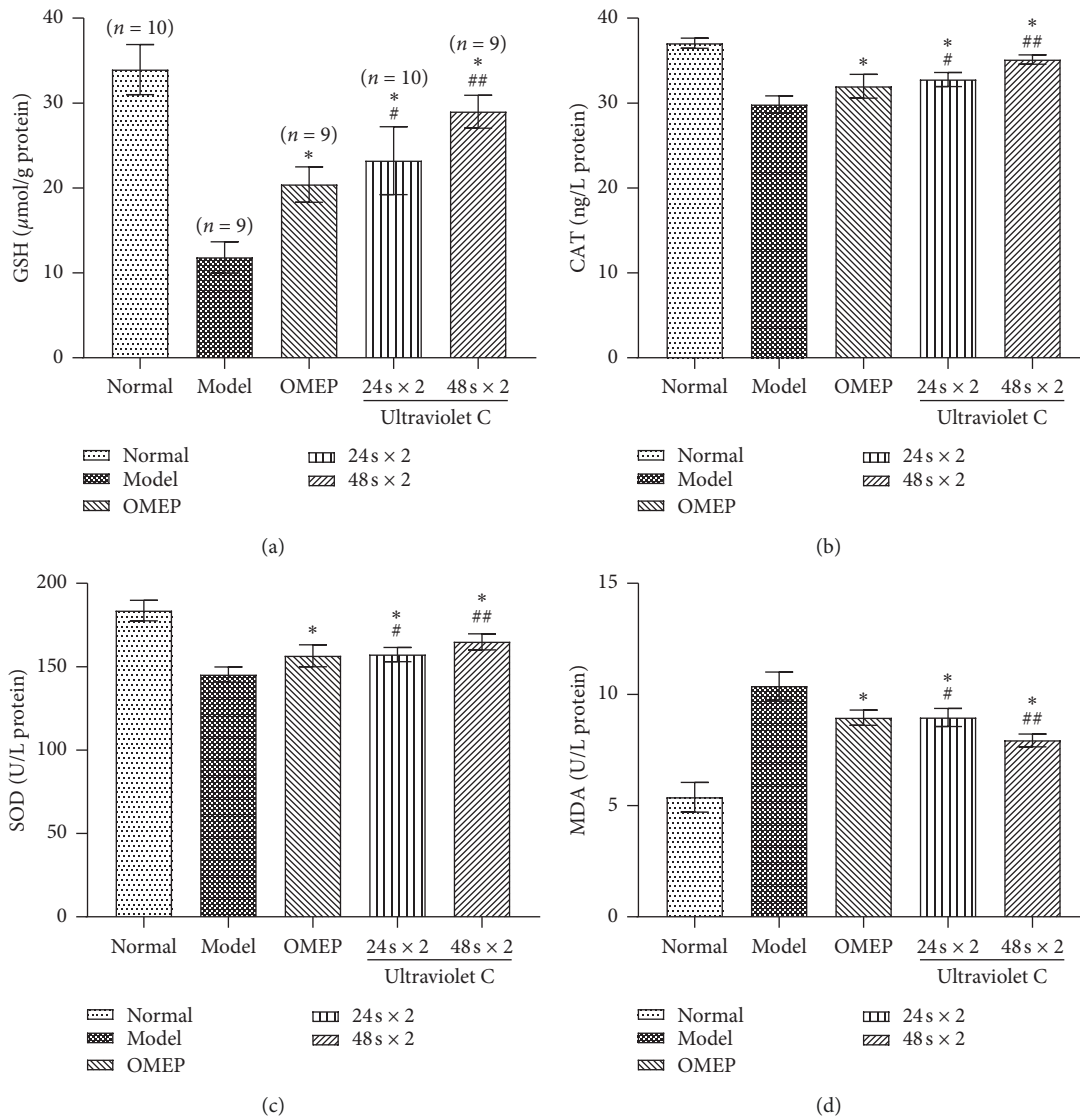 GSH (μmol/g protein)
40
30
20
10
0
(n = 10)
(n = 9)
(n = 9)
*
(n = 10)
*
#
(n = 9)
*
##
Normal
Model
OMEP
24 s × 2
48 s × 2
Ultraviolet C
Normal
Model
OMEP
24 s × 2
48 s × 2
(a)
CAT (ng/L protein)
40
30
20
10
0
*
*
#
*
##
Normal
Model
OMEP
24 s × 2
48 s × 2
Ultraviolet C
Normal
Model
OMEP
24 s × 2
48 s × 2
(b)
SOD (U/L protein)
200
150
100
50
0
*
*
#
*
##
Normal
Model
OMEP
24 s × 2
48 s × 2
Ultraviolet C
Normal
Model
OMEP
24 s × 2
48 s × 2
(c)
MDA (U/L protein)
15
10
5
0
*
*
#
*
##
Normal
Model
OMEP
24 s × 2
48 s × 2
Ultraviolet C
Normal
Model
OMEP
24 s × 2
48 s × 2
(d)